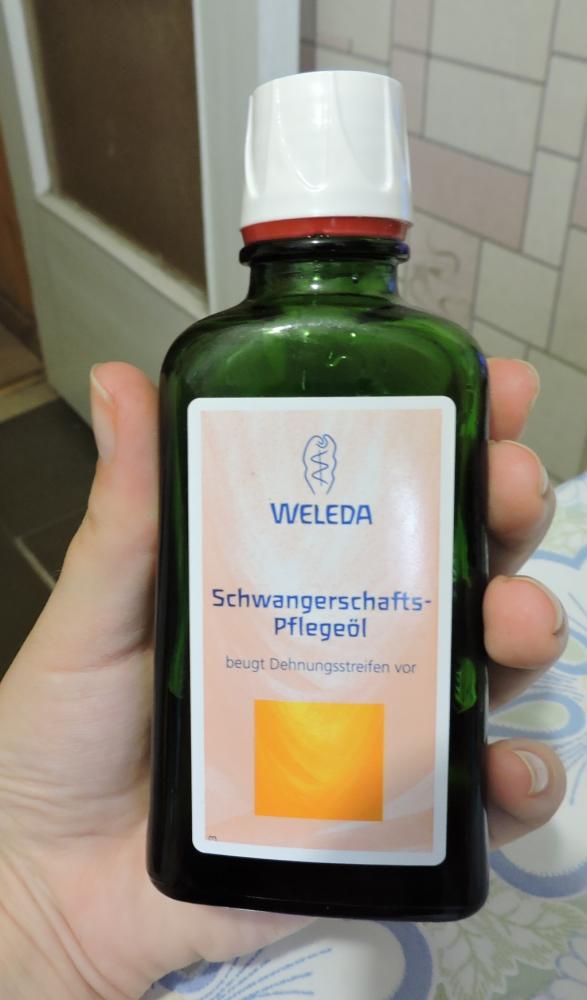 WELEDA
Schwangerschafts-
Pflegeöl
beugt Dehnungsstreifen vor